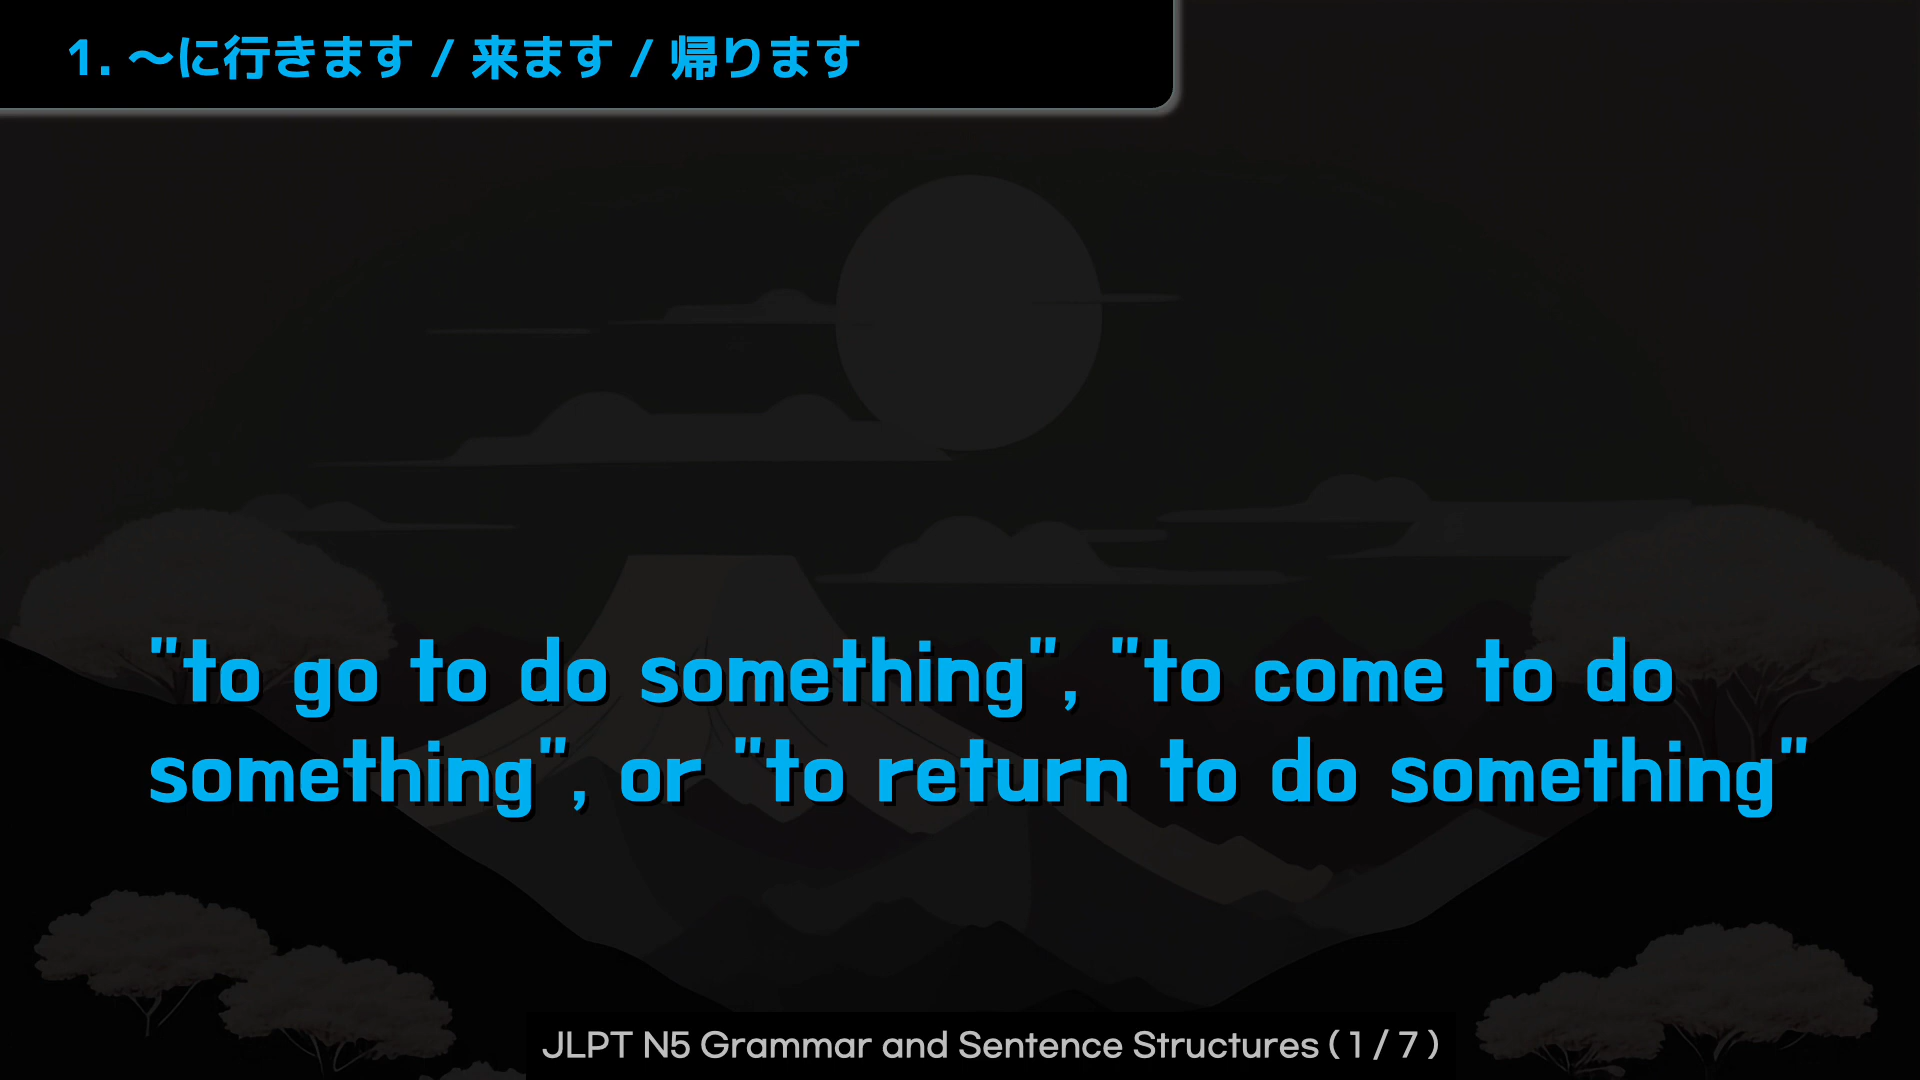 1. ～に行きます / 来ます / 帰ります
"to go to do something", "to come to do
something", or "to return to do something"
JLPT N5 Grammar and Sentence Structures ( 1 / 7 )